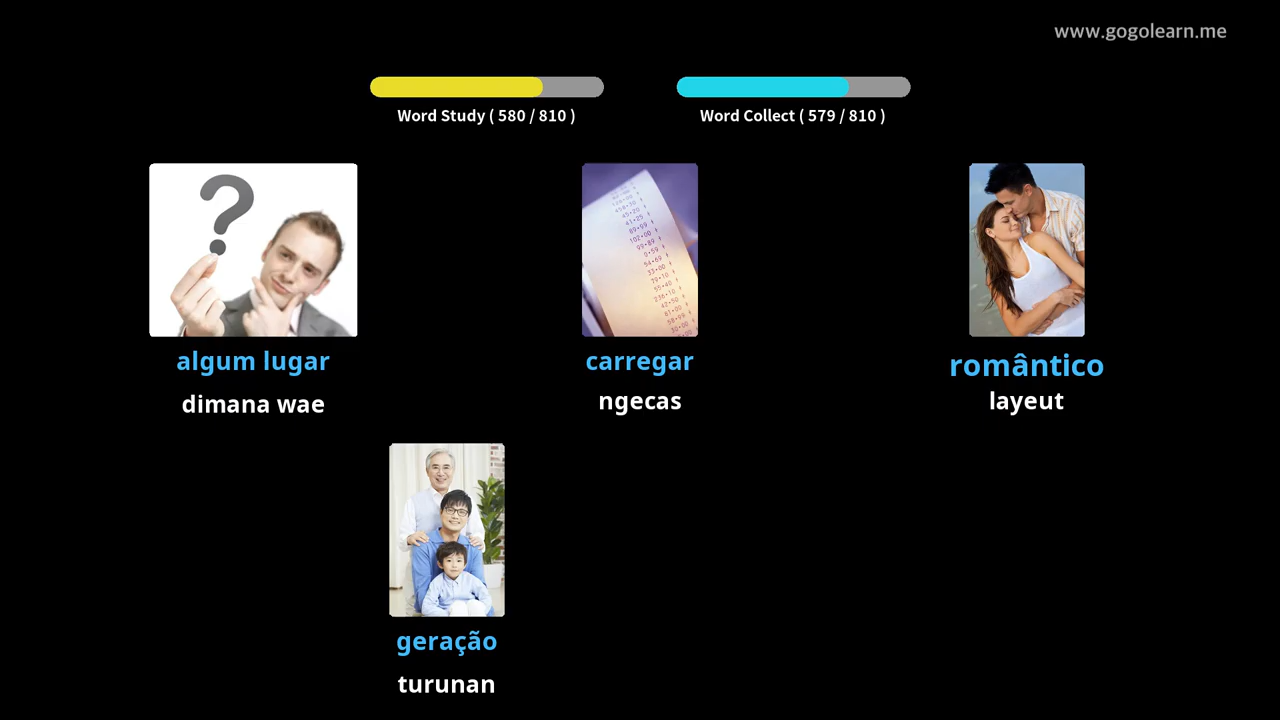 www.gogolearn.me
Word Study ( 580 / 810 )
Word Collect ( 579 / 810 )
algum lugar
dimana wae
carregar
ngecas
romântico
layeut
geração
turunan